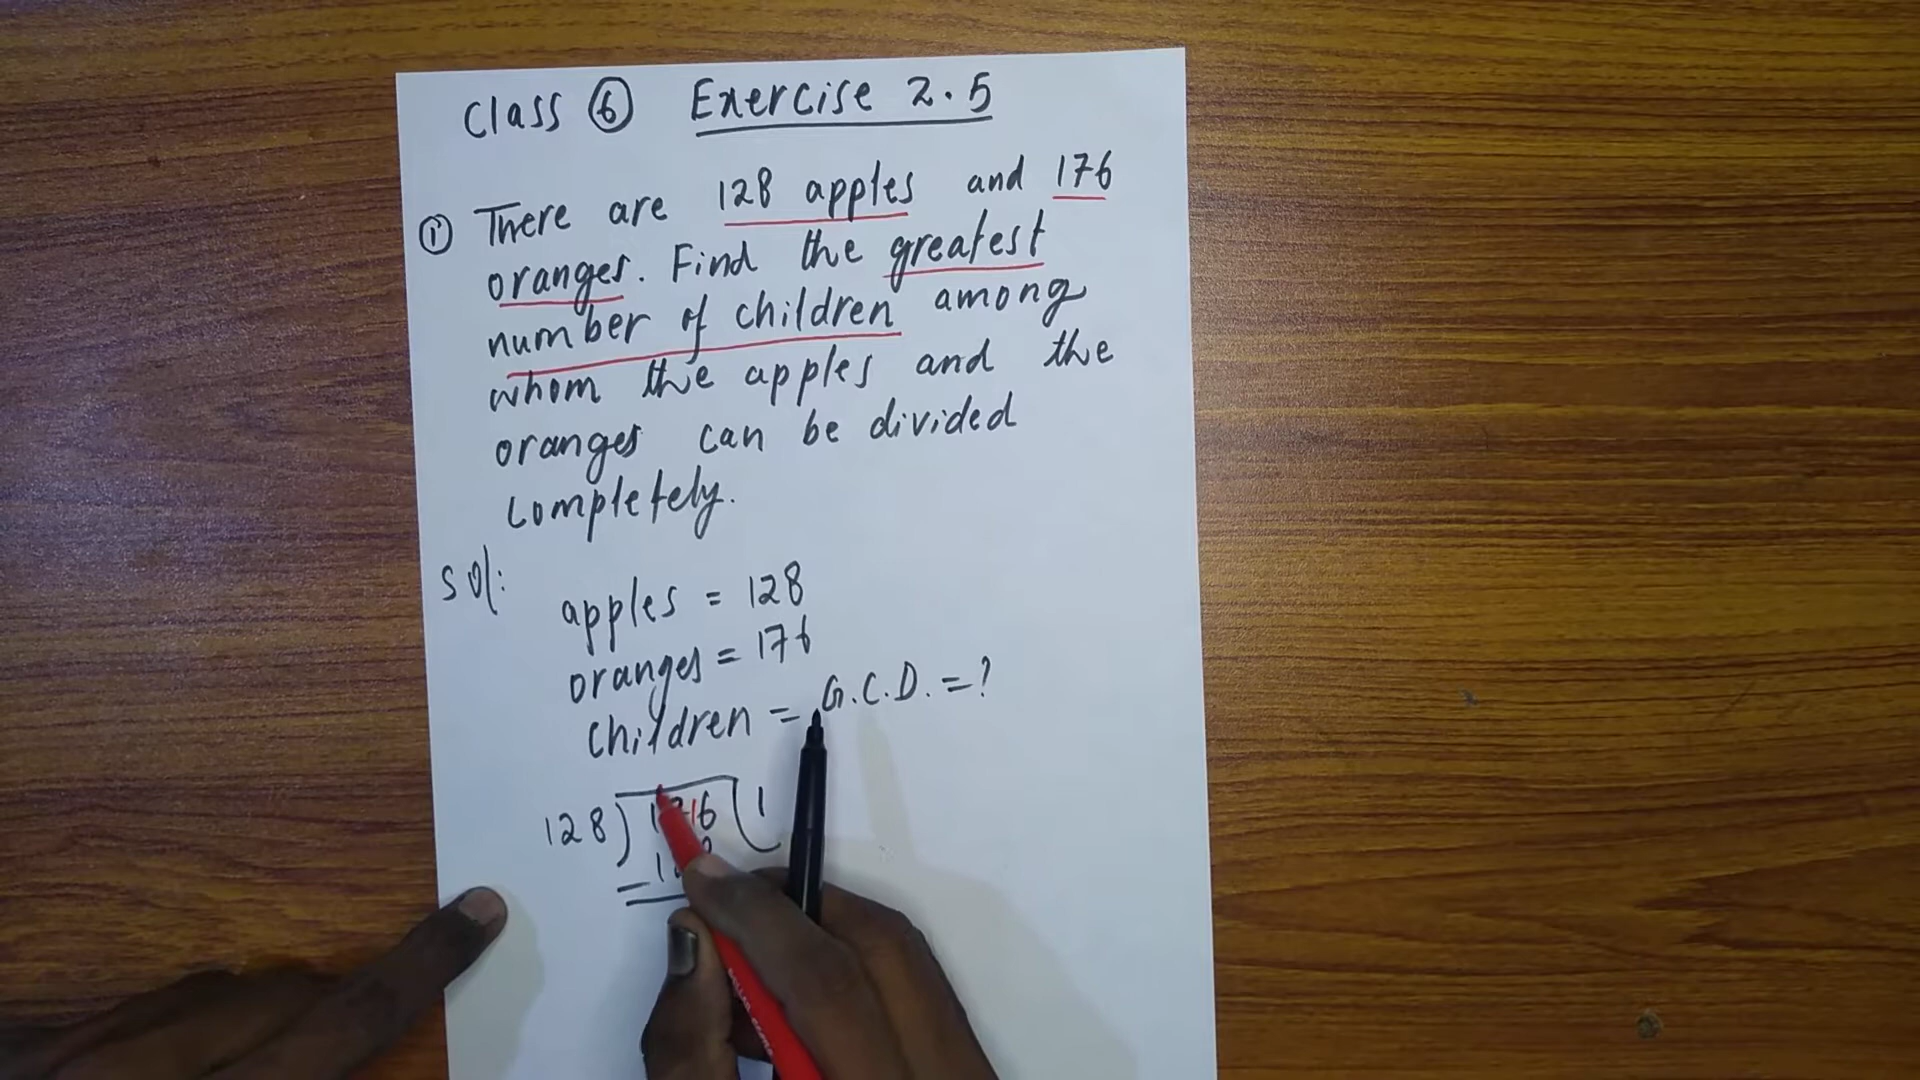 Class 6 Exercise 2.5
1 There are 128 apples and 176
oranges. Find the greatest
number of children among
whom the apples and the
oranges can be divided
completely.
Sol:
apples = 128
oranges = 176
children = G.C.D. = ?
128 1